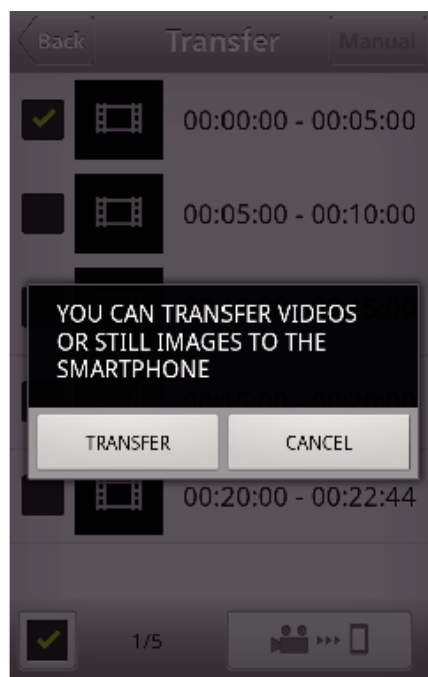 Back Transfer Manual
00:00:00 - 00:05:00
00:05:00 - 00:10:00
YOU CAN TRANSFER VIDEOS
OR STILL IMAGES TO THE
SMARTPHONE
TRANSFER CANCEL
00:20:00 - 00:22:44
1/5